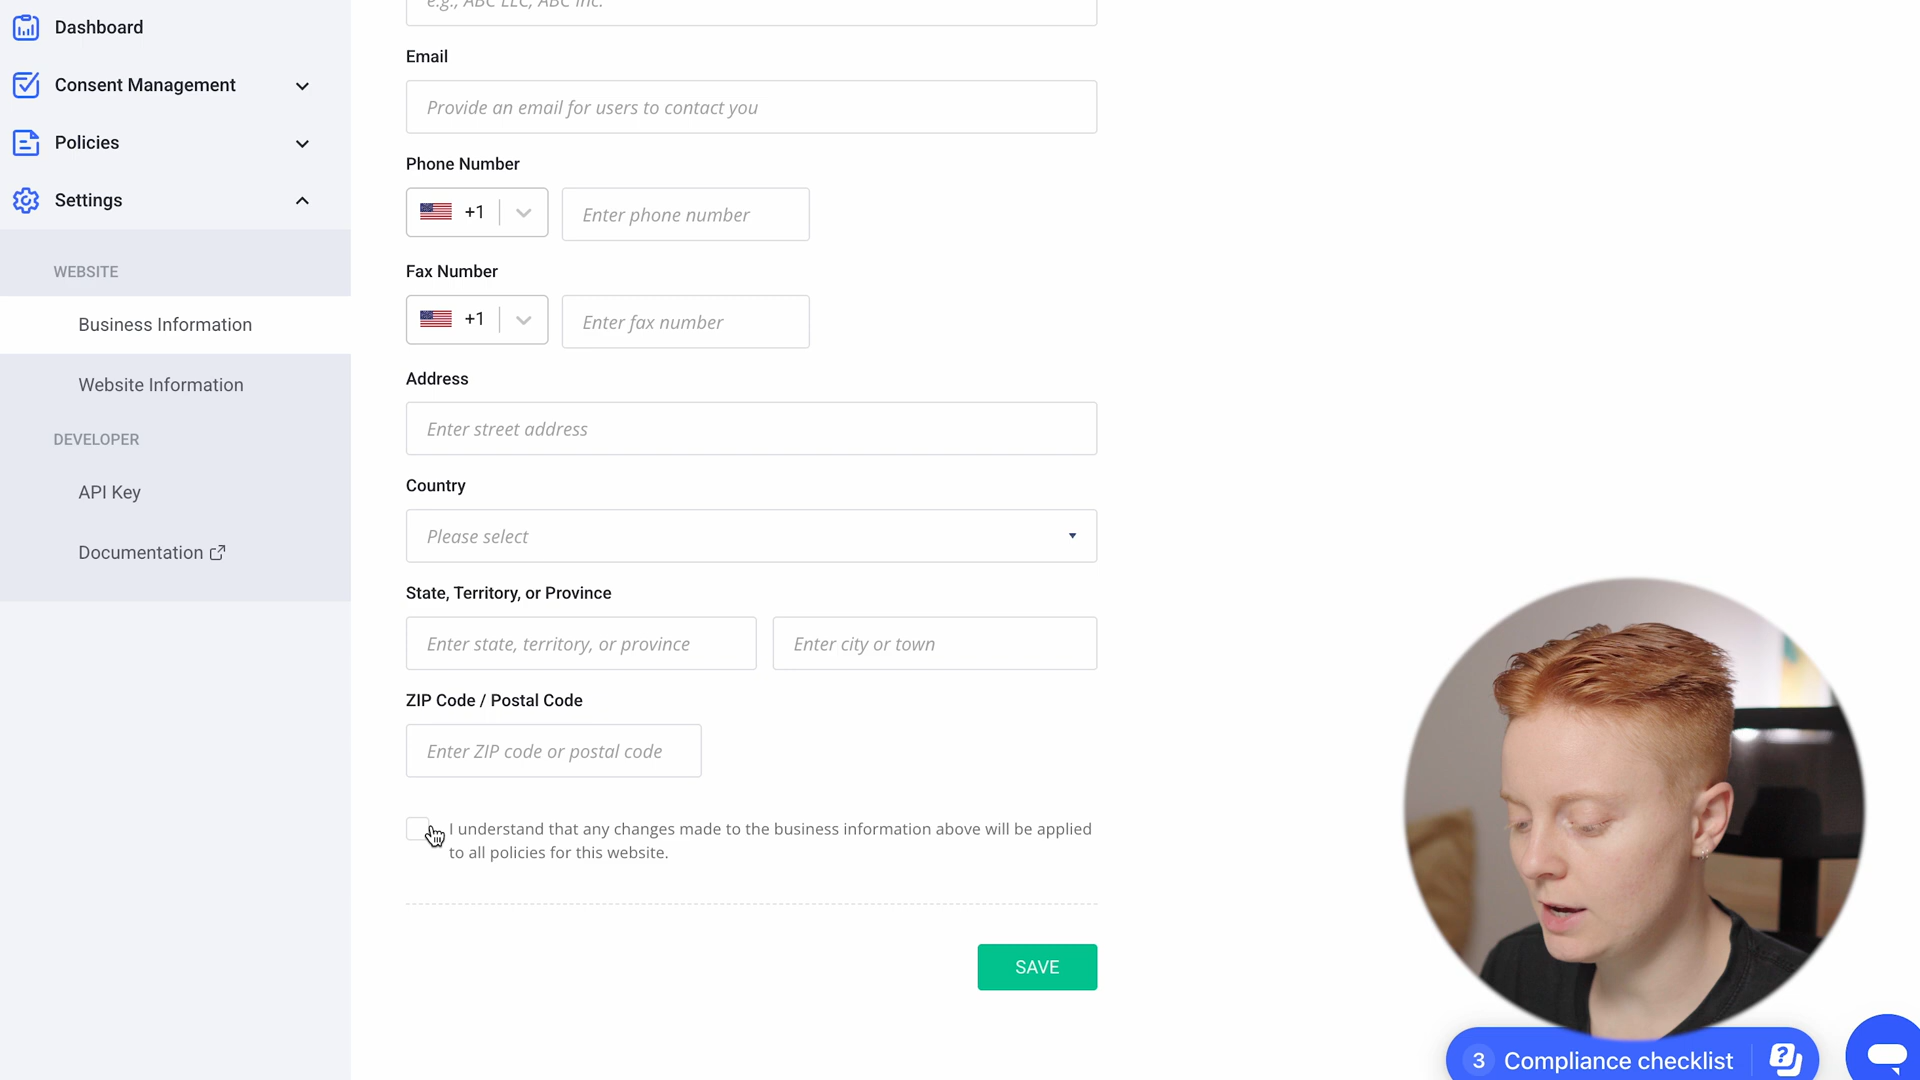 e.g., ABC LLC, ABC Inc.
Dashboard
Consent Management
Policies
Settings
WEBSITE
Business Information
Website Information
DEVELOPER
API Key
Documentation
Email
Provide an email for users to contact you
Phone Number
+1
Enter phone number
Fax Number
+1
Enter fax number
Address
Enter street address
Country
Please select
State, Territory, or Province
Enter state, territory, or province
Enter city or town
ZIP Code / Postal Code
Enter ZIP code or postal code
I understand that any changes made to the business information above will be applied
to all policies for this website.
SAVE
3 Compliance checklist